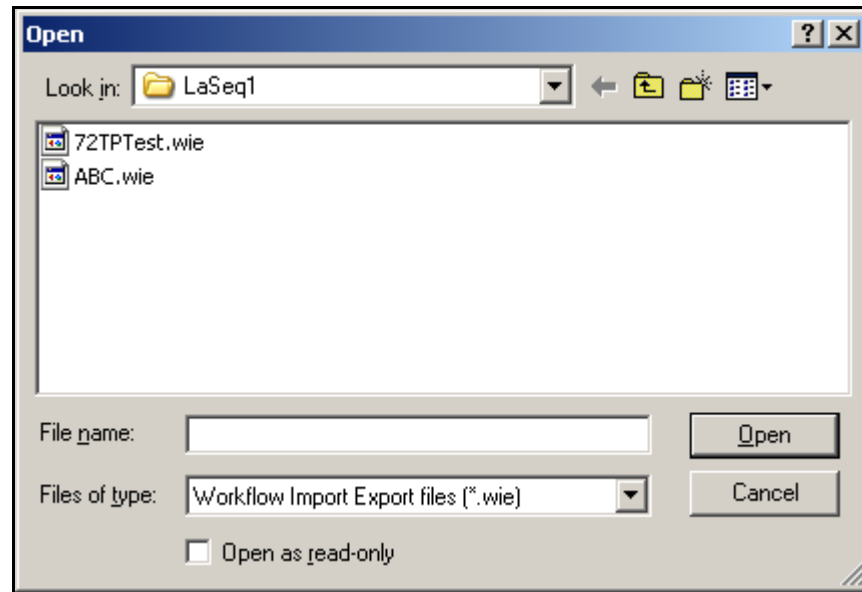 Open
Look in: LaSeq1
72TPTest.wie
ABC.wie
File name: Open
Files of type: Workflow Import Export files (*.wie) Cancel
Open as read-only